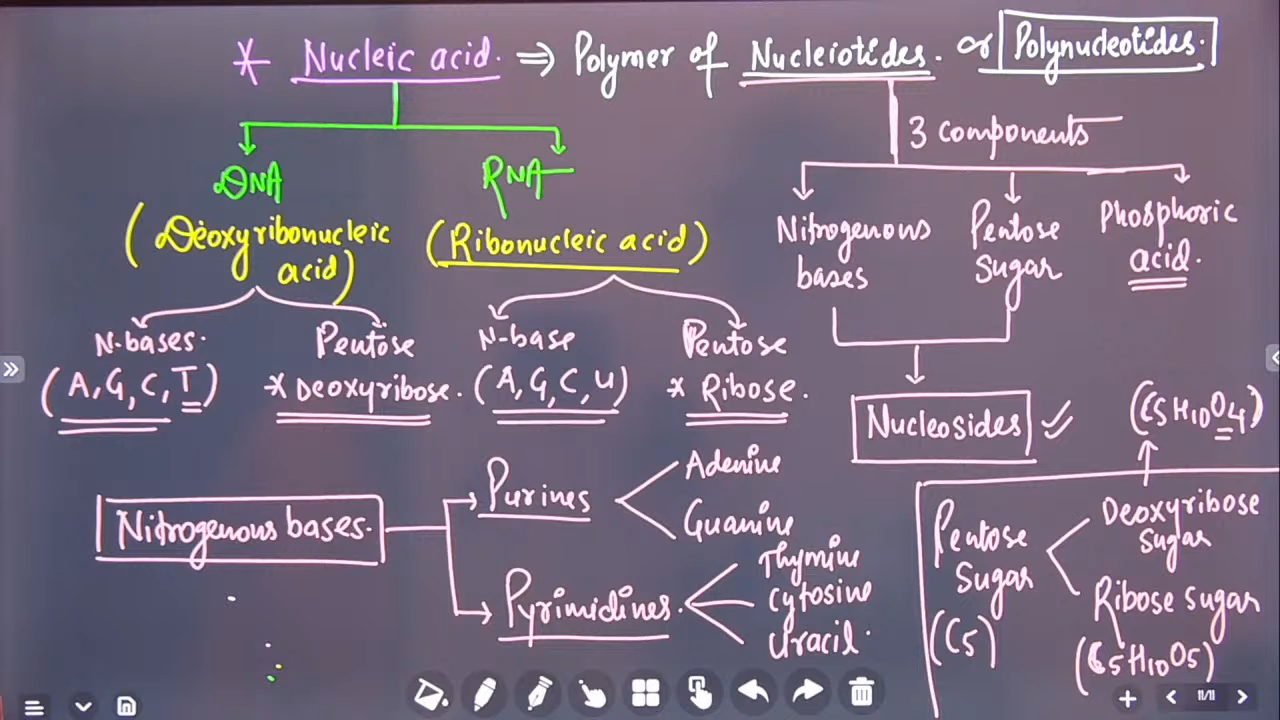 * Nucleic acid. ⇒ Polymer of Nucleiotides. or Polynucleotides.
3 components
DNA
RNA
(Deoxyribonucleic
acid)
(Ribonucleic acid)
Nitrogenous
bases
Pentose
Sugar
Phosphoric
acid.
N-bases.
(A, G, C, T)
Pentose
* Deoxyribose.
N-base
(A, G, C, U)
Pentose
* Ribose.
Nucleosides ✓
(C5H10O4)
Nitrogenous bases.
Purines
Adenine
Guanine
Pyrimidines.
Thymine
Cytosine
Uracil.
Pentose
Sugar
(C5)
Deoxyribose
Sugar
Ribose sugar
(C5H10O5)
11/11